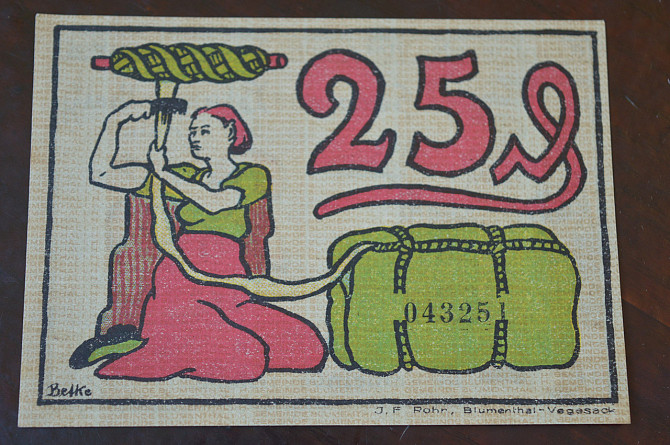 25 ₰
043251
Betke
J. F. Rohr, Blumenthal-Vegesack